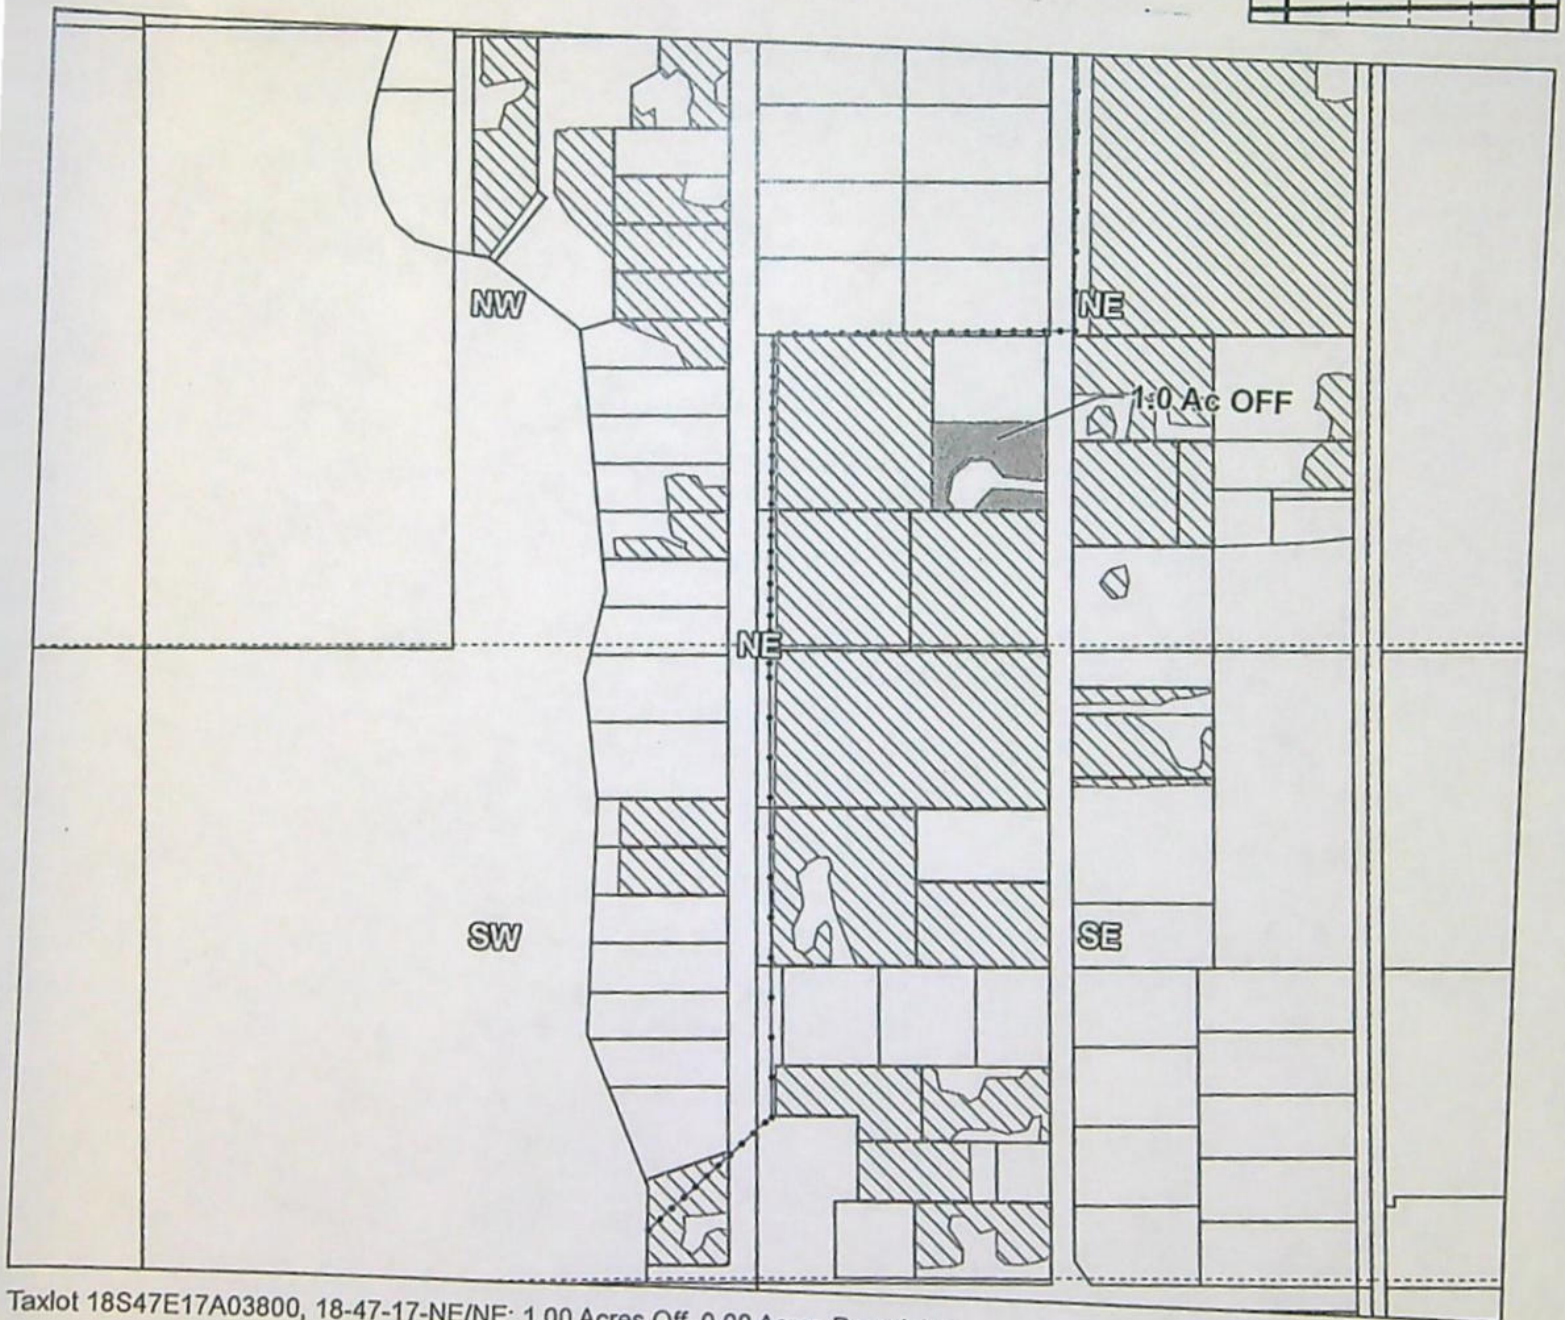 NW
NE
1.0 Ac OFF
NE
SW
SE
Taxlot 18S47E17A03800, 18-47-17-NE/NE: 1.00 Acres Off, 0.00 Acres